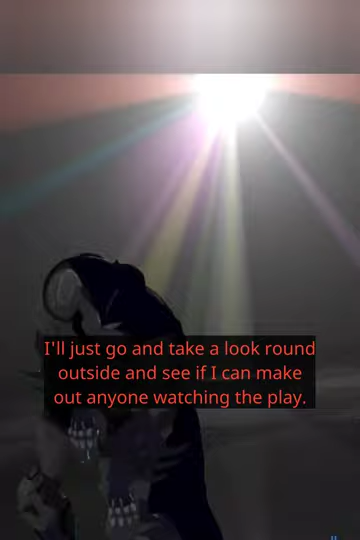 I'll just go and take a look round
outside and see if I can make
out anyone watching the play.